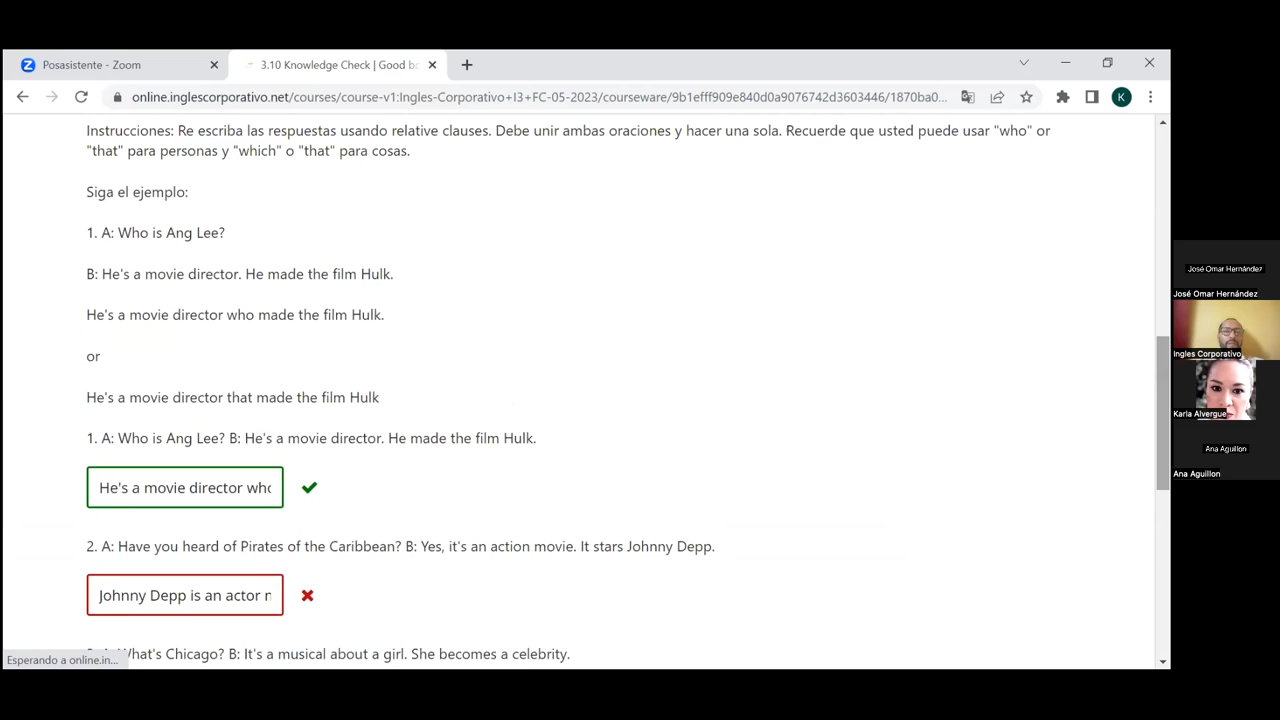 Posasistente - Zoom
3.10 Knowledge Check | Good bo
online.inglescorporativo.net/courses/course-v1:Ingles-Corporativo+I3+FC-05-2023/courseware/9b1efff909e840d0a9076742d3603446/1870ba0...
K
Instrucciones: Re escriba las respuestas usando relative clauses. Debe unir ambas oraciones y hacer una sola. Recuerde que usted puede usar "who" or
"that" para personas y "which" o "that" para cosas.
Siga el ejemplo:
1. A: Who is Ang Lee?
B: He's a movie director. He made the film Hulk.
He's a movie director who made the film Hulk.
or
He's a movie director that made the film Hulk
1. A: Who is Ang Lee? B: He's a movie director. He made the film Hulk.
He's a movie director who
2. A: Have you heard of Pirates of the Caribbean? B: Yes, it's an action movie. It stars Johnny Depp.
Johnny Depp is an actor
What's Chicago? B: It's a musical about a girl. She becomes a celebrity.
Esperando a online.in...
José Omar Hernández
José Omar Hernández
Ingles Corporativo
Karla Alvergue
Ana Aguillon
Ana Aguillon